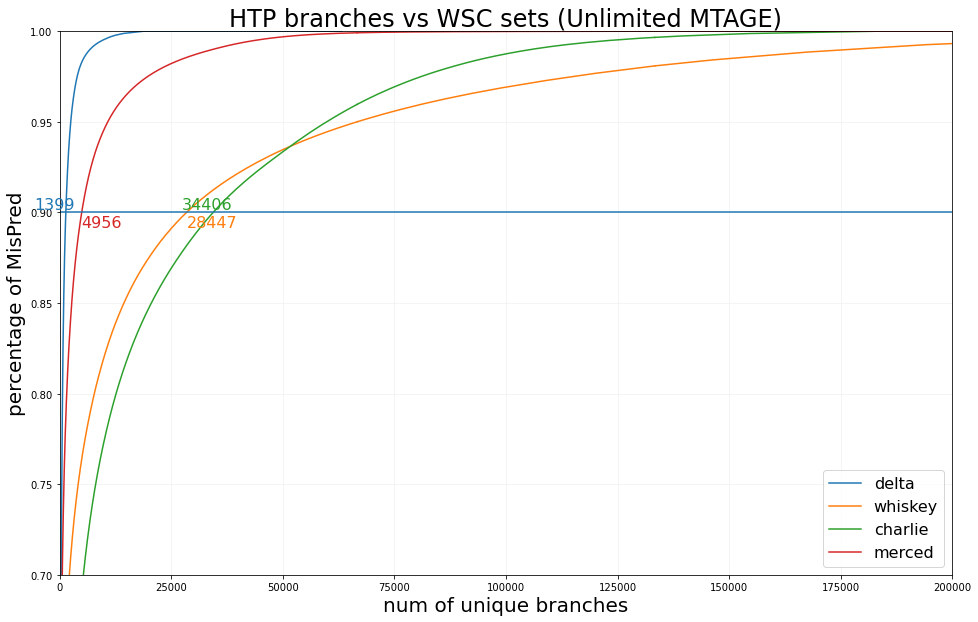 HTP branches vs WSC sets (Unlimited MTAGE)
percentage of MisPred
1.00
0.95
0.90
0.85
0.80
0.75
0.70
1399
34406
4956
28447
delta
whiskey
charlie
merced
0
25000
50000
75000
100000
125000
150000
175000
200000
num of unique branches